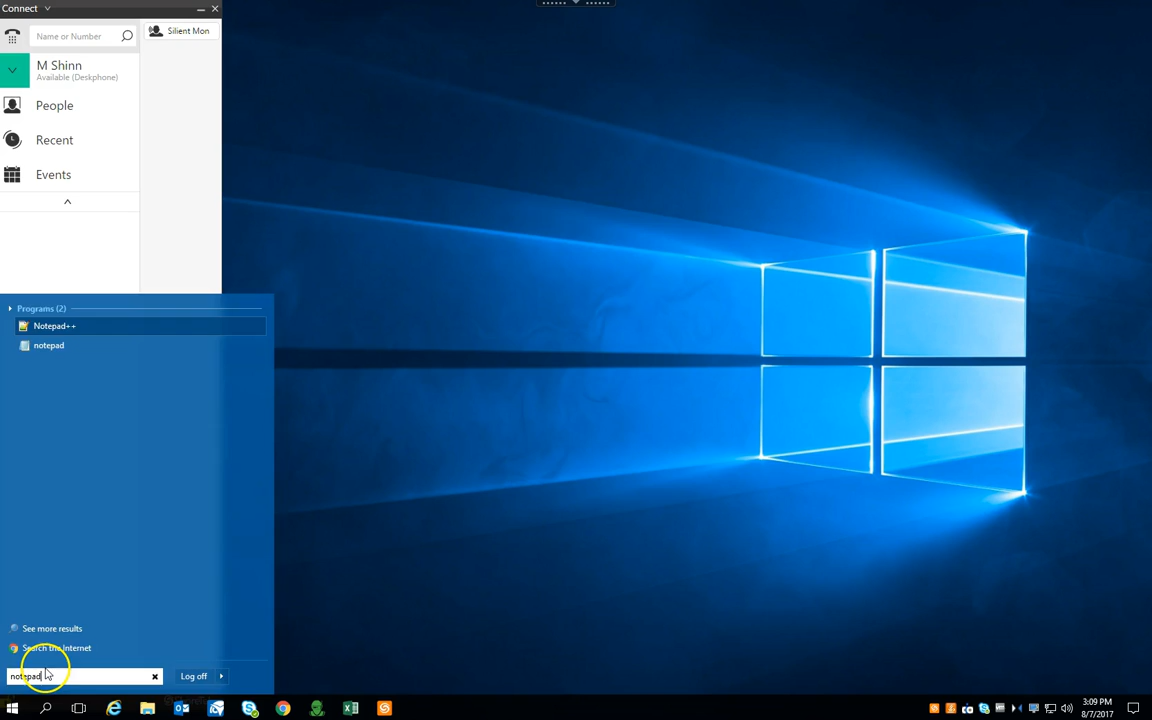 Connect
Name or Number
Silient Mon
M Shinn
Available (Deskphone)
People
Recent
Events
Programs (2)
Notepad++
notepad
See more results
Search the Internet
notepad
Log off
3:09 PM
8/7/2017